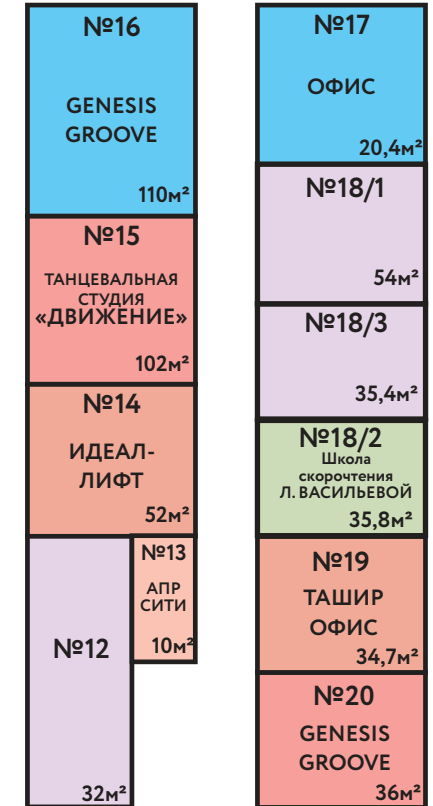 №16
GENESIS
GROOVE
110м²
№15
ТАНЦЕВАЛЬНАЯ
СТУДИЯ
«ДВИЖЕНИЕ»
102м²
№14
ИДЕАЛ-
ЛИФТ
52м²
№13
АПР
СИТИ
10м²
№12
32м²
№17
ОФИС
20,4м²
№18/1
54м²
№18/3
35,4м²
№18/2
Школа
скорочтения
Л. ВАСИЛЬЕВОЙ
35,8м²
№19
ТАШИР
ОФИС
34,7м²
№20
GENESIS
GROOVE
36м²